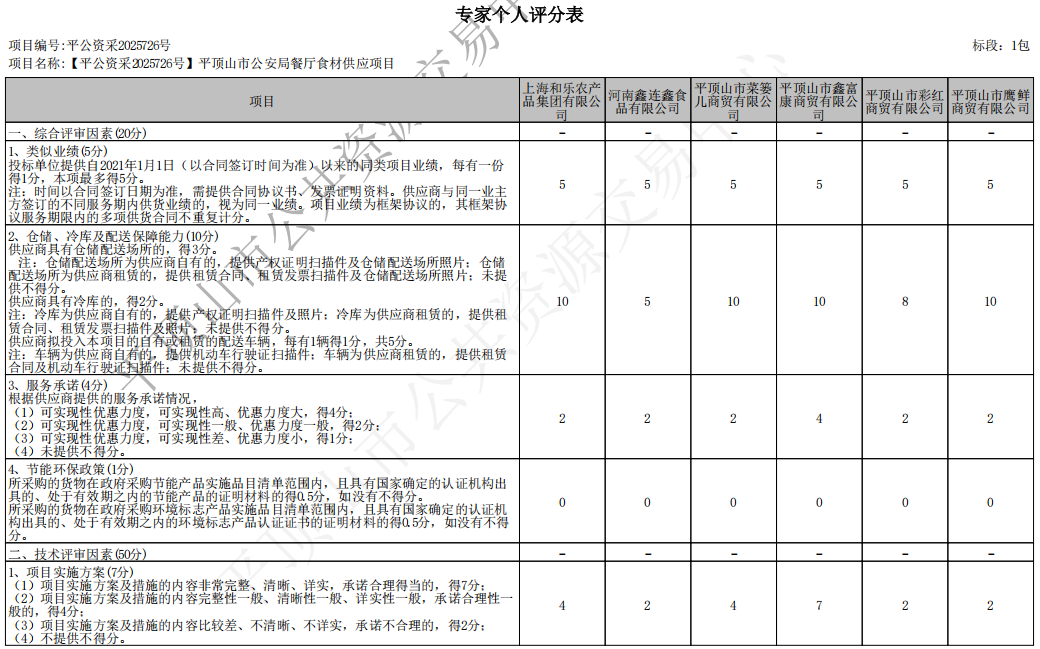 专家个人评分表
项目编号:平公资采2025726号
标段：1包
项目名称:【平公资采2025726号】平顶山市公安局餐厅食材供应项目
项目
上海和乐农产
品集团有限公
司
河南鑫连鑫食
品有限公司
平顶山市菜篓
儿商贸有限公
司
平顶山市鑫富
康商贸有限公
司
平顶山市彩红
商贸有限公司
平顶山市鹰鲜
商贸有限公司
一、综合评审因素(20分)
－ － － － － －
1、类似业绩(5分)
投标单位提供自2021年1月1日（以合同签订时间为准）以来的同类项目业绩，每有一份
得1分，本项最多得5分。
注：时间以合同签订日期为准，需提供合同协议书、发票证明资料。供应商与同一业主
方签订的不同服务期内供货业绩的，视为同一业绩。项目业绩为框架协议的，其框架协
议服务期限内的多项供货合同不重复计分。
5 5 5 5 5 5
2、仓储、冷库及配送保障能力(10分)
供应商具有仓储配送场所的，得3分。
注：仓储配送场所为供应商自有的，提供产权证明扫描件及仓储配送场所照片；仓储
配送场所为供应商租赁的，提供租赁合同、租赁发票扫描件及仓储配送场所照片；未提
供不得分。
供应商具有冷库的，得2分。
注：冷库为供应商自有的，提供产权证明扫描件及照片；冷库为供应商租赁的，提供租
赁合同、租赁发票扫描件及照片，未提供不得分。
供应商拟投入本项目的自有或租赁的配送车辆，每有1辆得1分，共5分。
注：车辆为供应商自有的，提供机动车行驶证扫描件；车辆为供应商租赁的，提供租赁
合同及机动车行驶证扫描件；未提供不得分。
10 5 10 10 8 10
3、服务承诺(4分)
根据供应商提供的服务承诺情况，
（1）可实现性优惠力度，可实现性高、优惠力度大，得4分；
（2）可实现性优惠力度，可实现性一般、优惠力度一般，得2分；
（3）可实现性优惠力度，可实现性差、优惠力度小，得1分；
（4）未提供不得分。
2 2 2 4 2 2
4、节能环保政策(1分)
所采购的货物在政府采购节能产品实施品目清单范围内，且具有国家确定的认证机构出
具的、处于有效期之内的节能产品的证明材料的得0.5分，如没有不得分。
所采购的货物在政府采购环境标志产品实施品目清单范围内，且具有国家确定的认证机
构出具的、处于有效期之内的环境标志产品认证证书的证明材料的得0.5分，如没有不得
分。
0 0 0 0 0 0
二、技术评审因素(50分)
－ － － － － －
1、项目实施方案(7分)
（1）项目实施方案及措施的内容非常完整、清晰、详实，承诺合理得当的，得7分；
（2）项目实施方案及措施的内容完整性一般、清晰性一般、详实性一般，承诺合理性一
般的，得4分；
（3）项目实施方案及措施的内容比较差、不清晰、不详实，承诺不合理的，得2分；
（4）不提供不得分。
4 2 4 7 2 2
平顶山市公共资源交易中心
平顶山市公共资源交易中心